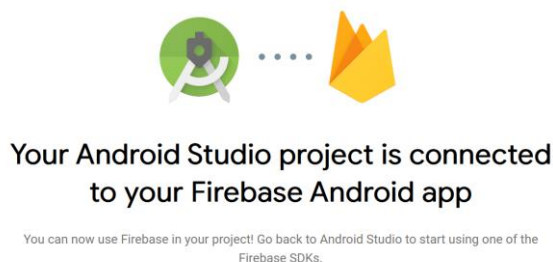 Your Android Studio project is connected
to your Firebase Android app
You can now use Firebase in your project! Go back to Android Studio to start using one of the
Firebase SDKs.